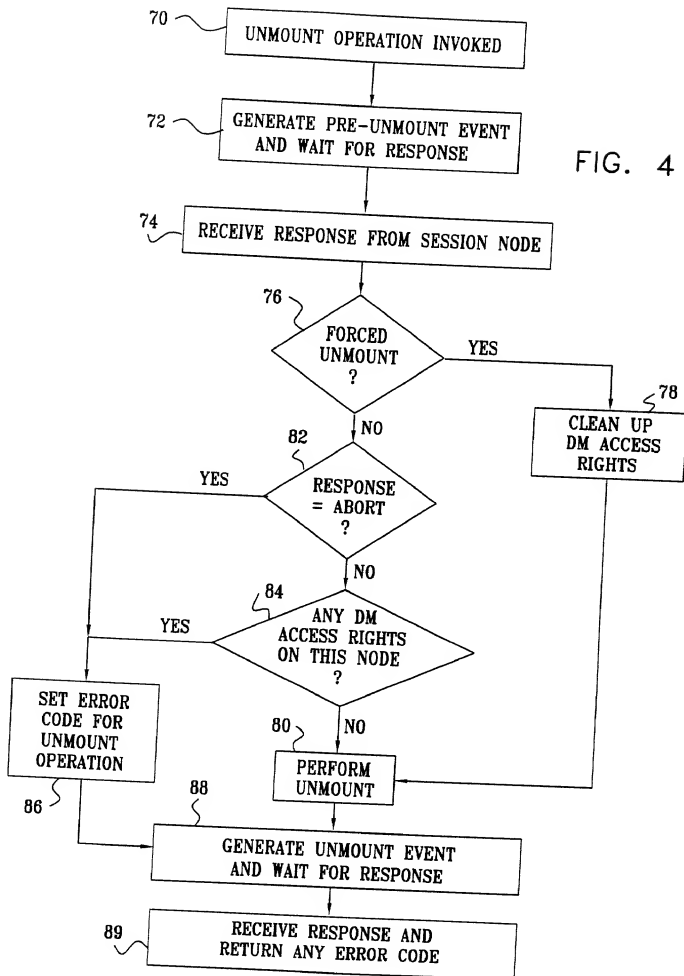 70
UNMOUNT OPERATION INVOKED
72
GENERATE PRE-UNMOUNT EVENT
AND WAIT FOR RESPONSE
FIG. 4
74
RECEIVE RESPONSE FROM SESSION NODE
76
FORCED
UNMOUNT
?
YES
78
CLEAN UP
DM ACCESS
RIGHTS
NO
82
YES
RESPONSE
= ABORT
?
NO
84
YES
ANY DM
ACCESS RIGHTS
ON THIS NODE
?
SET ERROR
CODE FOR
UNMOUNT
OPERATION
86
NO
80
PERFORM
UNMOUNT
88
GENERATE UNMOUNT EVENT
AND WAIT FOR RESPONSE
89
RECEIVE RESPONSE AND
RETURN ANY ERROR CODE